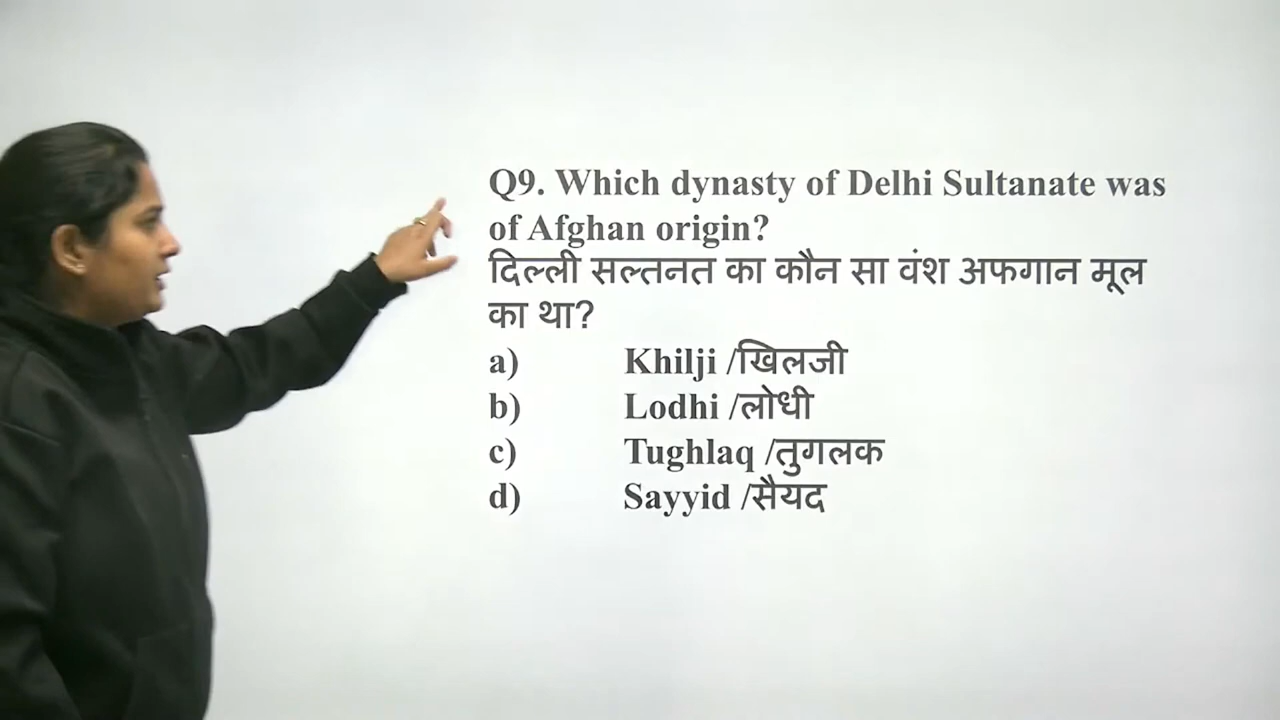 Q9. Which dynasty of Delhi Sultanate was
of Afghan origin?
दिल्ली सल्तनत का कौन सा वंश अफगान मूल
का था?
a) Khilji /खिलजी
b) Lodhi /लोधी
c) Tughlaq /तुगलक
d) Sayyid /सैयद